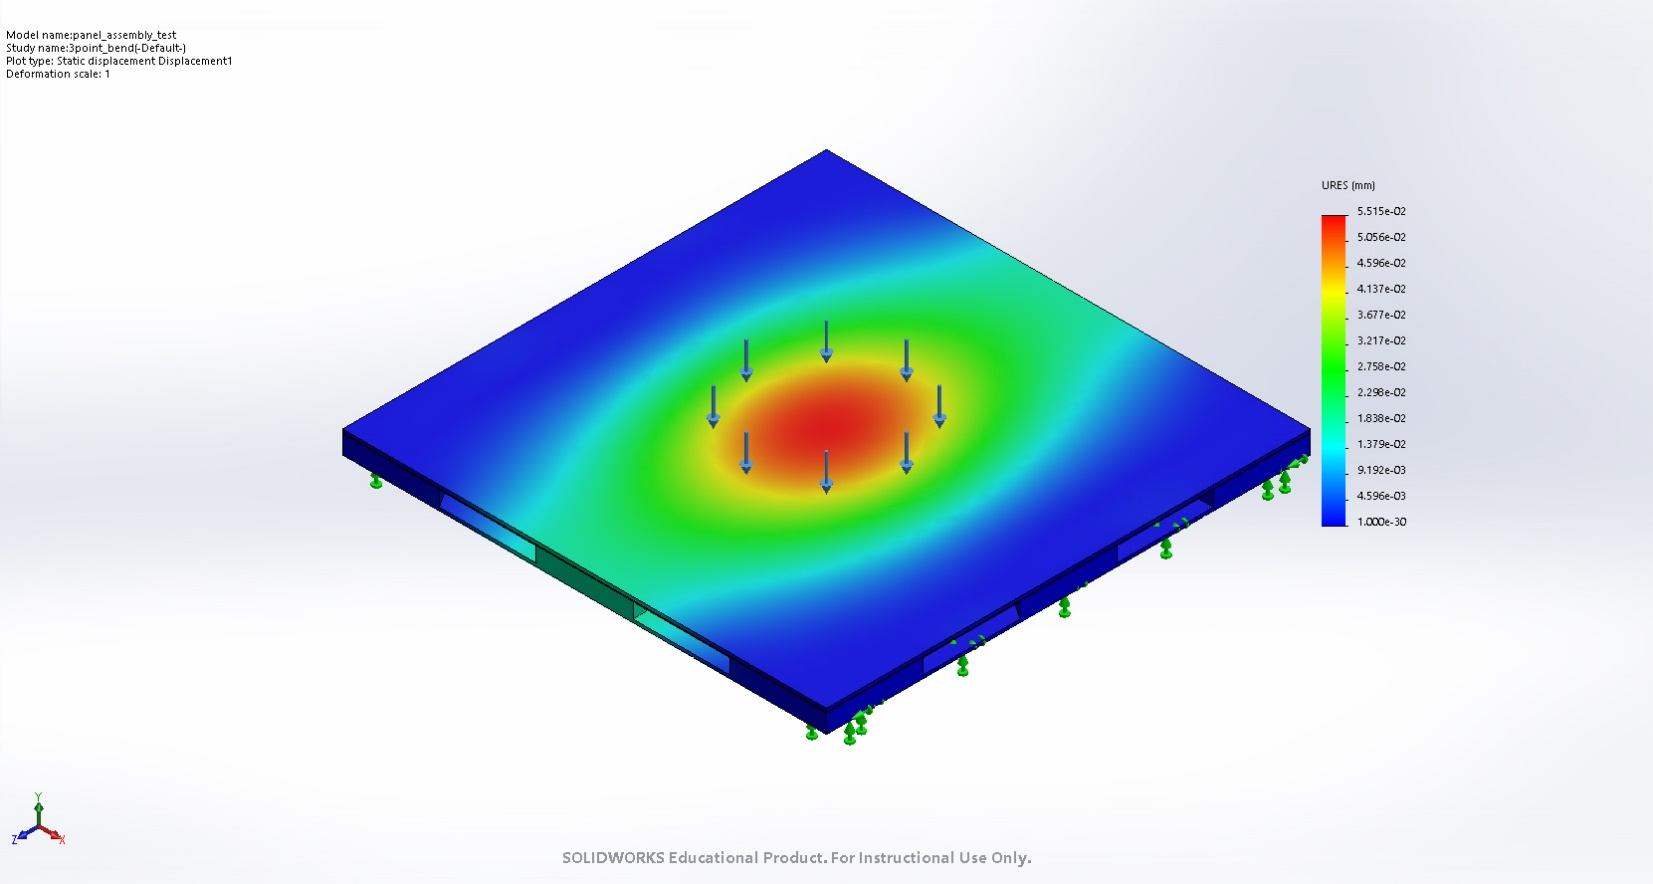 Model name:panel_assembly_test
Study name:3point_bend(-Default-)
Plot type: Static displacement Displacement1
Deformation scale: 1
URES (mm)
5.515e-02
5.056e-02
4.596e-02
4.137e-02
3.677e-02
3.217e-02
2.758e-02
2.298e-02
1.838e-02
1.379e-02
9.192e-03
4.596e-03
1.000e-30
Y
Z
X
SOLIDWORKS Educational Product. For Instructional Use Only.